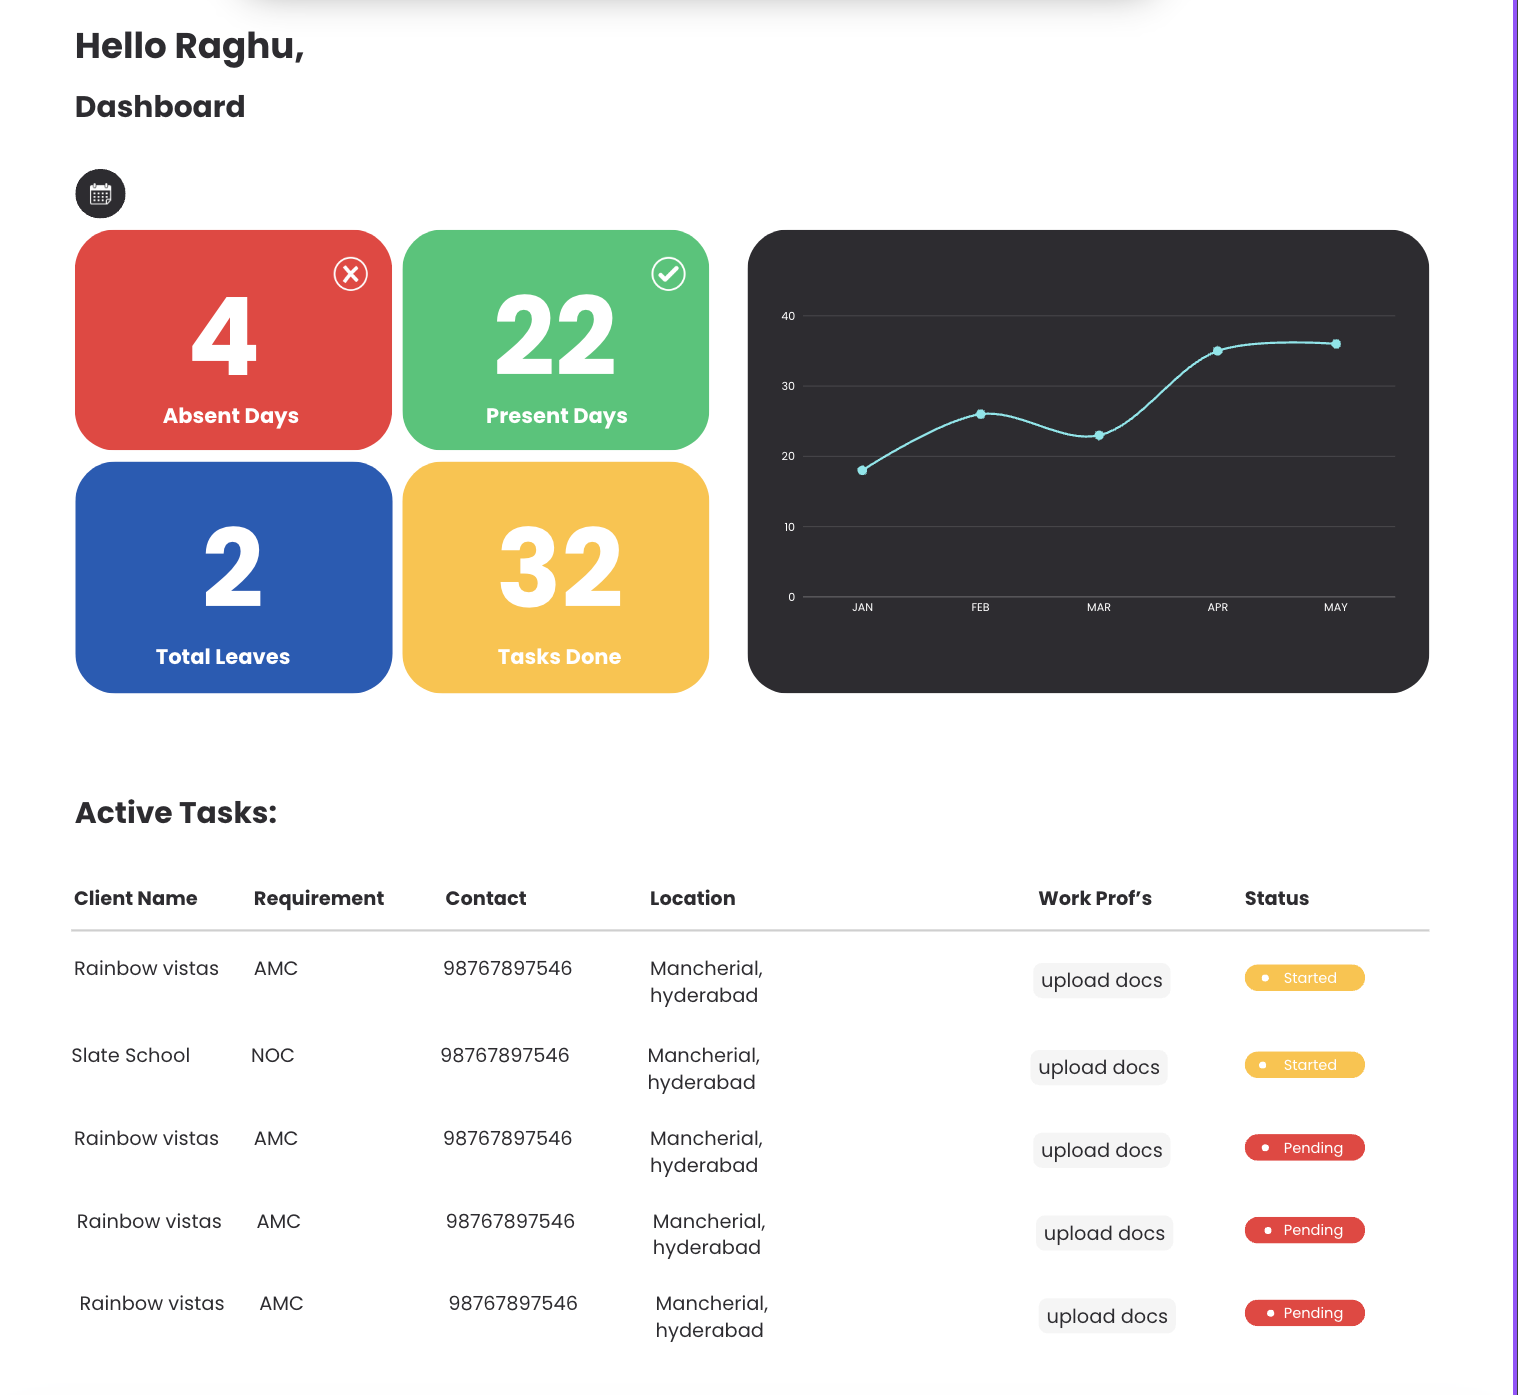 Hello Raghu,
Dashboard
4
Absent Days
22
Present Days
2
Total Leaves
32
Tasks Done
40
30
20
10
0
JAN FEB MAR APR MAY
Active Tasks:
Client Name Requirement Contact Location Work Prof’s Status
Rainbow vistas AMC 98767897546 Mancherial, upload docs Started
hyderabad
Slate School NOC 98767897546 Mancherial, upload docs Started
hyderabad
Rainbow vistas AMC 98767897546 Mancherial, upload docs Pending
hyderabad
Rainbow vistas AMC 98767897546 Mancherial, upload docs Pending
hyderabad
Rainbow vistas AMC 98767897546 Mancherial, upload docs Pending
hyderabad